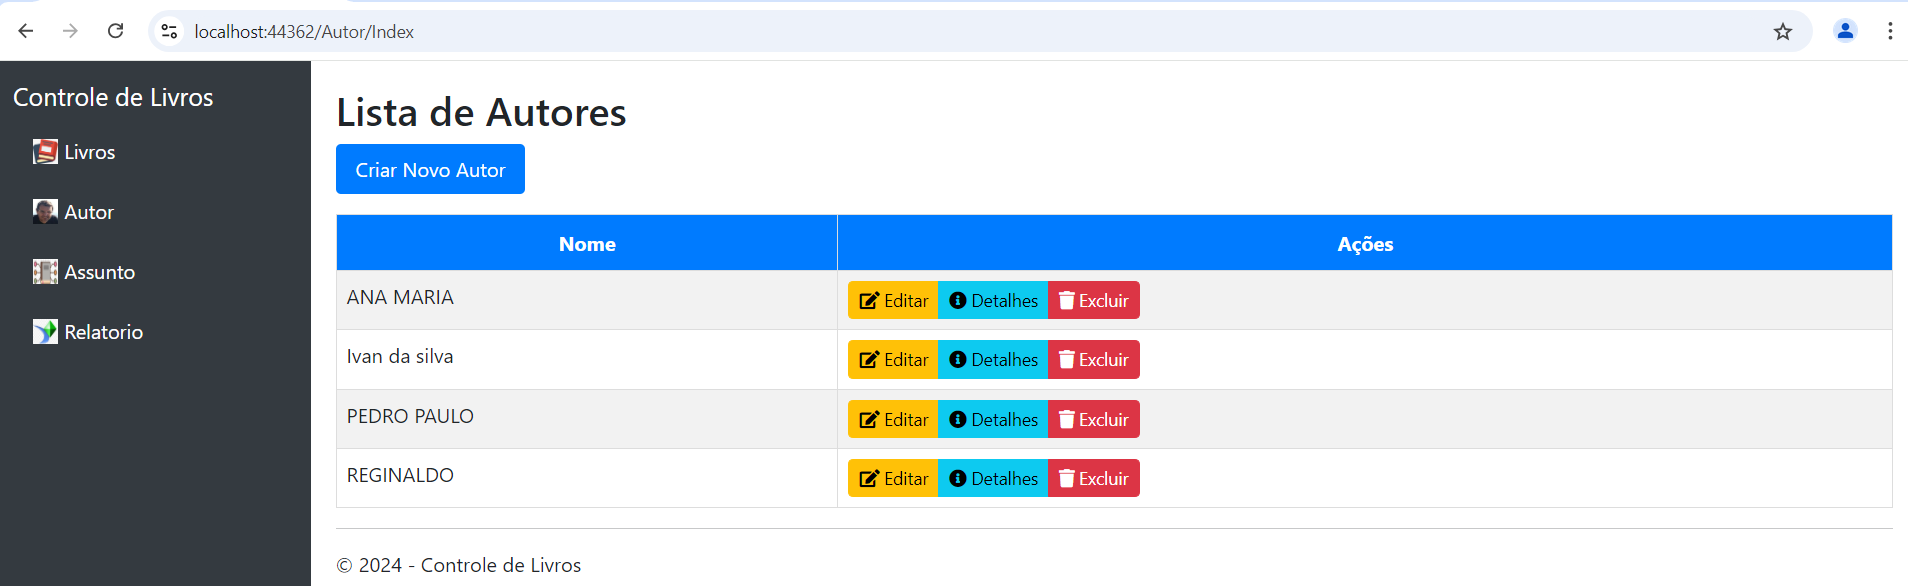 localhost:44362/Autor/Index
Controle de Livros
Livros
Autor
Assunto
Relatorio
Lista de Autores
Criar Novo Autor
Nome Ações
ANA MARIA Editar Detalhes Excluir
Ivan da silva Editar Detalhes Excluir
PEDRO PAULO Editar Detalhes Excluir
REGINALDO Editar Detalhes Excluir
© 2024 - Controle de Livros